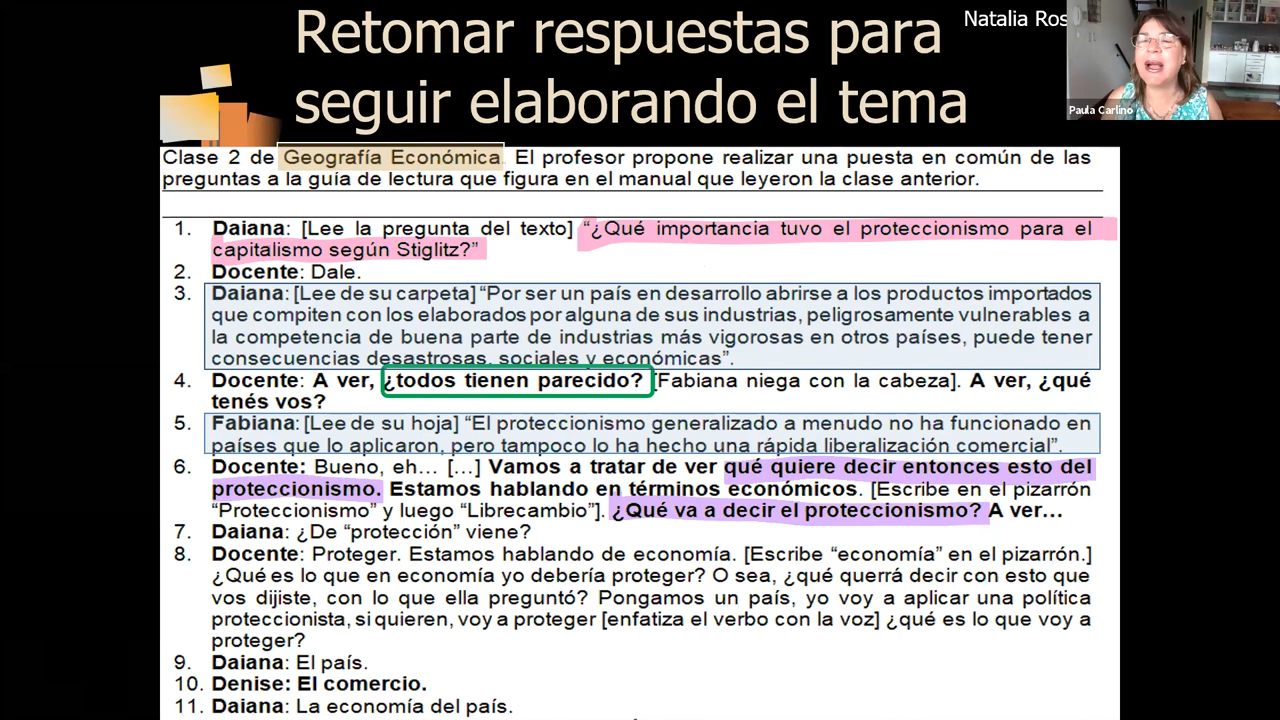 Retomar respuestas para
seguir elaborando el tema
Natalia Ros
Paula Carlino
Clase 2 de Geografía Económica. El profesor propone realizar una puesta en común de las
preguntas a la guía de lectura que figura en el manual que leyeron la clase anterior.
1. Daiana: [Lee la pregunta del texto] “¿Qué importancia tuvo el proteccionismo para el
capitalismo según Stiglitz?”
2. Docente: Dale.
3. Daiana: [Lee de su carpeta] “Por ser un país en desarrollo abrirse a los productos importados
que compiten con los elaborados por alguna de sus industrias, peligrosamente vulnerables a
la competencia de buena parte de industrias más vigorosas en otros países, puede tener
consecuencias desastrosas, sociales y económicas”.
4. Docente: A ver, ¿todos tienen parecido? [Fabiana niega con la cabeza]. A ver, ¿qué
tenés vos?
5. Fabiana: [Lee de su hoja] “El proteccionismo generalizado a menudo no ha funcionado en
países que lo aplicaron, pero tampoco lo ha hecho una rápida liberalización comercial”.
6. Docente: Bueno, eh… […] Vamos a tratar de ver qué quiere decir entonces esto del
proteccionismo. Estamos hablando en términos económicos. [Escribe en el pizarrón
“Proteccionismo” y luego “Librecambio”]. ¿Qué va a decir el proteccionismo? A ver…
7. Daiana: ¿De “protección” viene?
8. Docente: Proteger. Estamos hablando de economía. [Escribe “economía” en el pizarrón.]
¿Qué es lo que en economía yo debería proteger? O sea, ¿qué querrá decir con esto que
vos dijiste, con lo que ella preguntó? Pongamos un país, yo voy a aplicar una política
proteccionista, si quieren, voy a proteger [enfatiza el verbo con la voz] ¿qué es lo que voy a
proteger?
9. Daiana: El país.
10. Denise: El comercio.
11. Daiana: La economía del país.